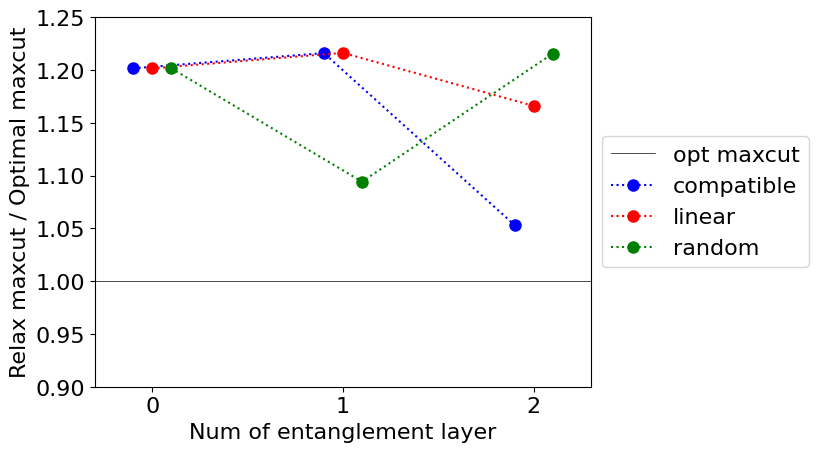 Relax maxcut / Optimal maxcut
1.25
1.20
1.15
1.10
1.05
1.00
0.95
0.90
0
1
2
Num of entanglement layer
opt maxcut
compatible
linear
random